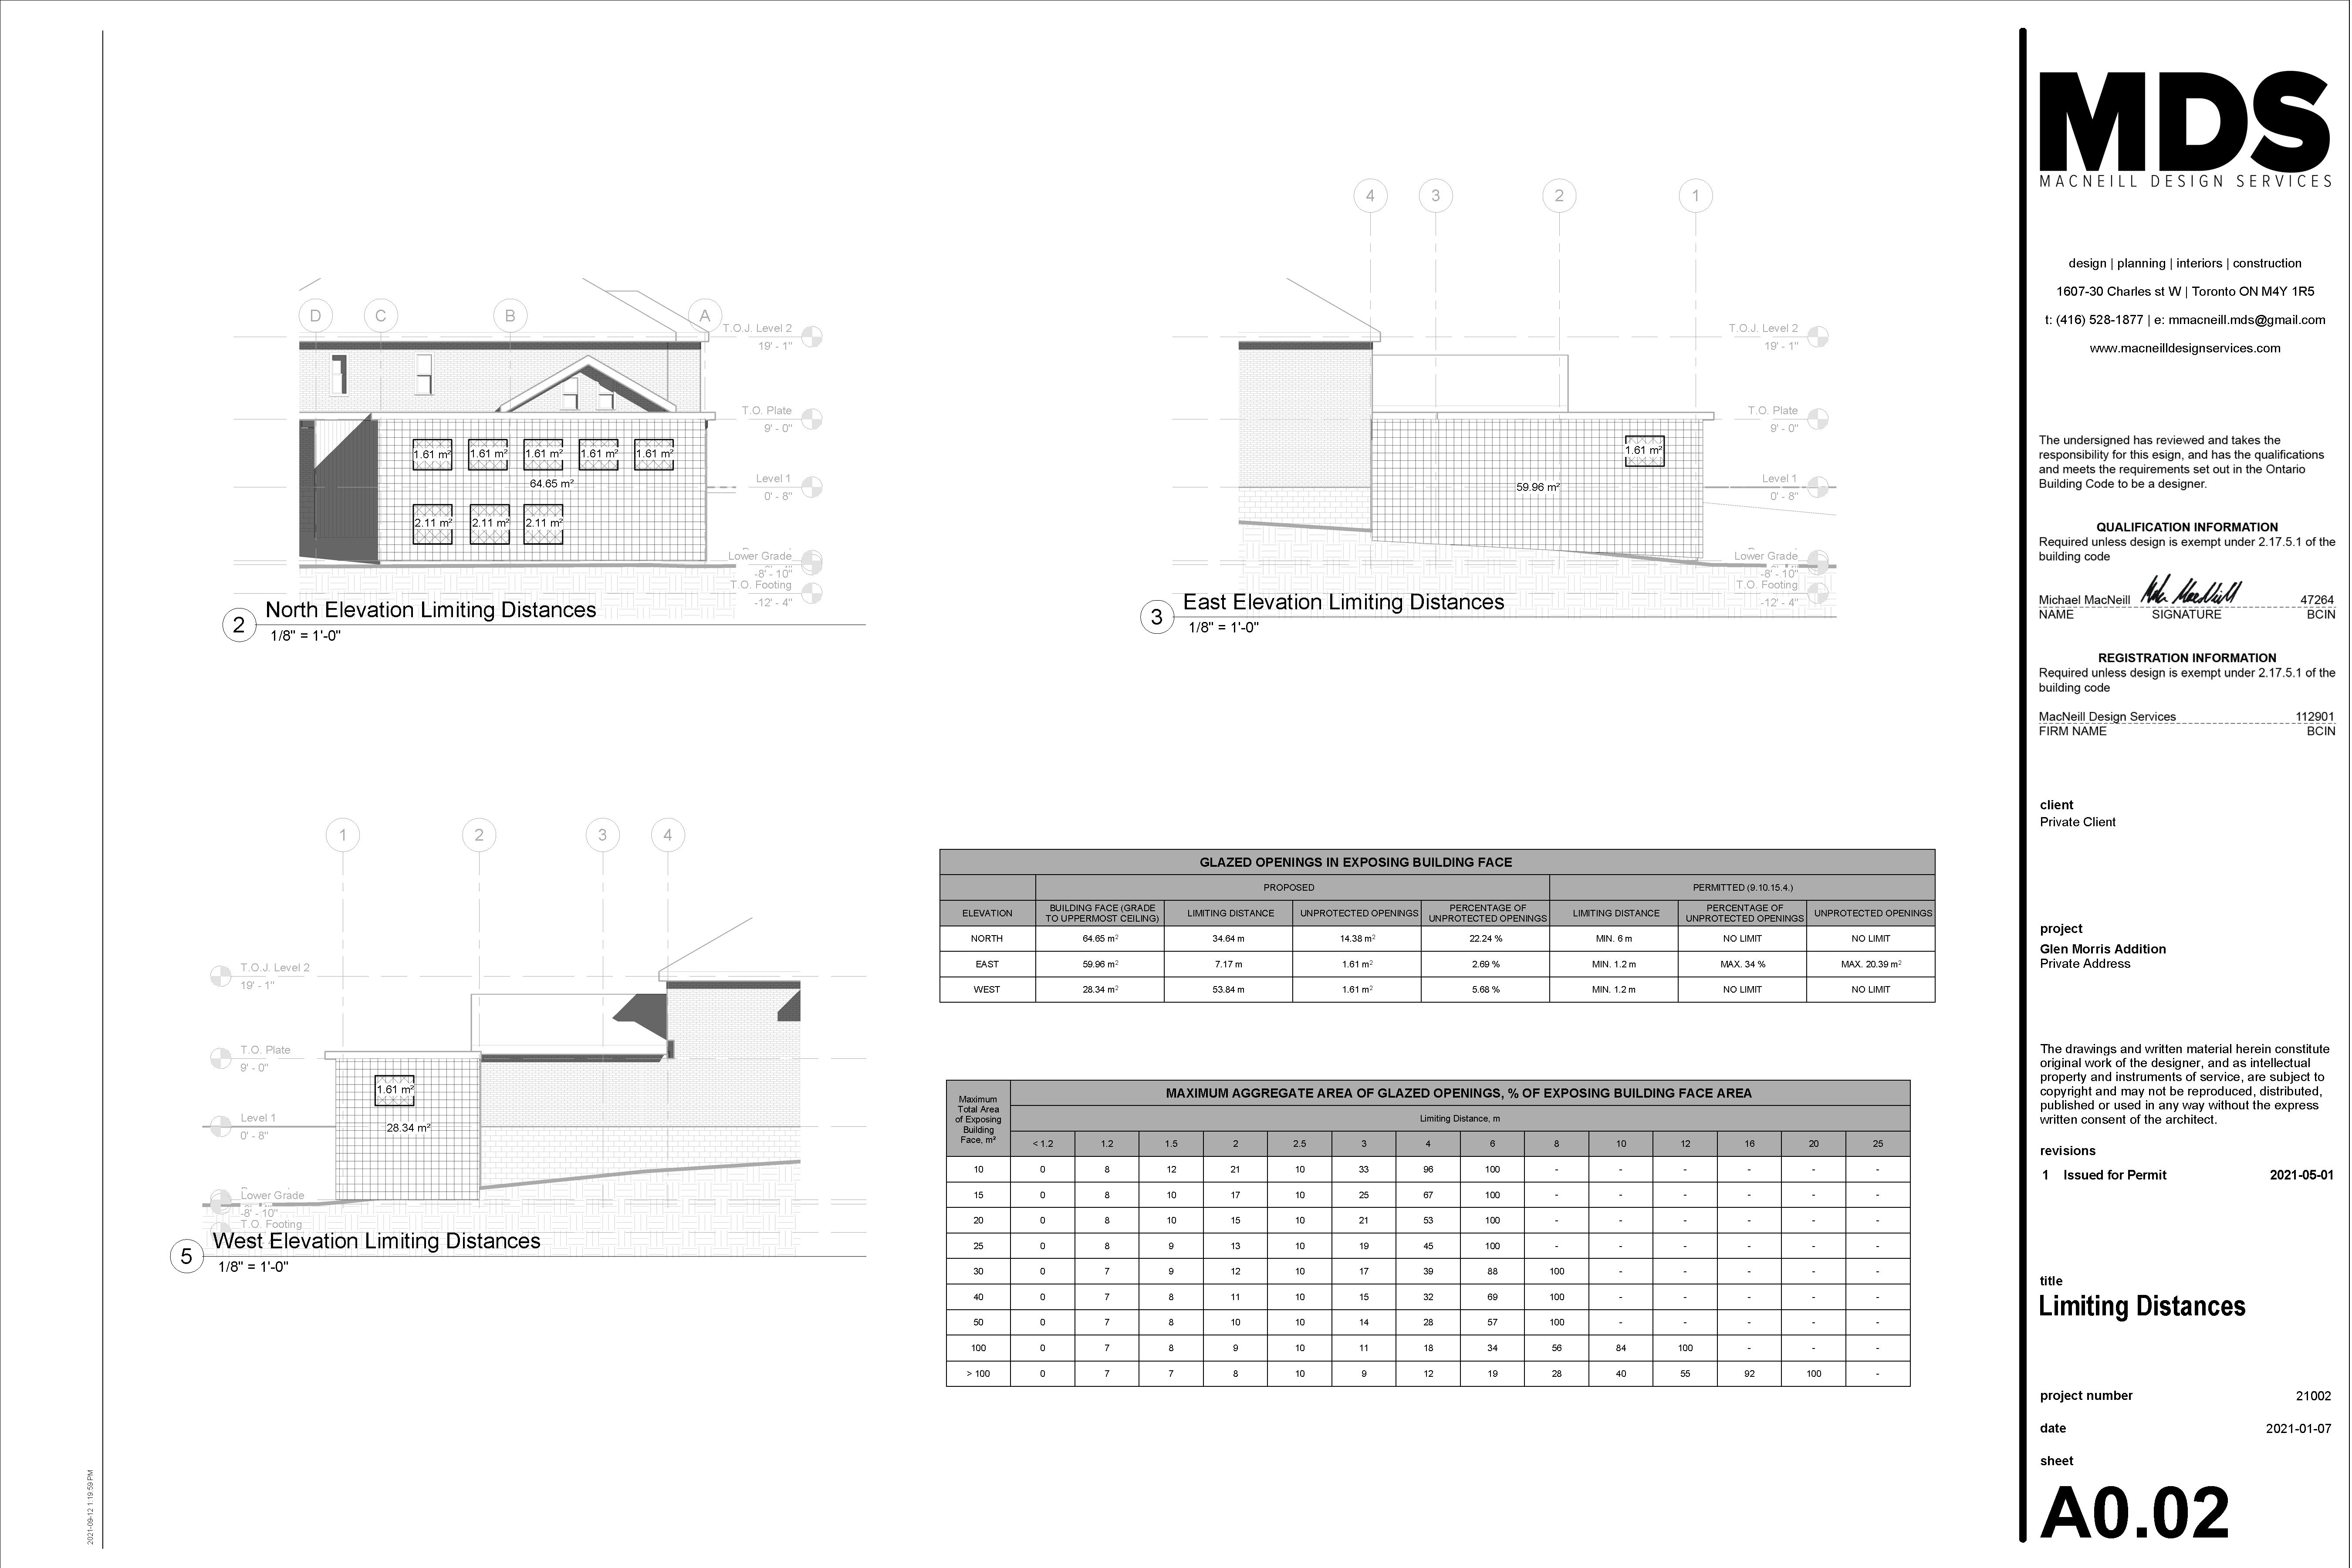 D
C
B
A
T.O.J. Level 2
19' - 1"
T.O. Plate
9' - 0"
1.61 m²
1.61 m²
1.61 m²
1.61 m²
1.61 m²
64.65 m²
Level 1
0' - 8"
2.11 m²
2.11 m²
2.11 m²
Lower Grade
-8' - 10"
T.O. Footing
-12' - 4"
2
North Elevation Limiting Distances
1/8" = 1'-0"
4
3
2
1
T.O.J. Level 2
19' - 1"
T.O. Plate
9' - 0"
1.61 m²
59.96 m²
Level 1
0' - 8"
Lower Grade
-8' - 10"
T.O. Footing
-12' - 4"
3
East Elevation Limiting Distances
1/8" = 1'-0"
1
2
3
4
T.O.J. Level 2
19' - 1"
T.O. Plate
9' - 0"
1.61 m²
Level 1
0' - 8"
28.34 m²
Lower Grade
-8' - 10"
T.O. Footing
5
West Elevation Limiting Distances
1/8" = 1'-0"
GLAZED OPENINGS IN EXPOSING BUILDING FACE
PROPOSED PERMITTED (9.10.15.4.)
ELEVATION BUILDING FACE (GRADE TO UPPERMOST CEILING) LIMITING DISTANCE UNPROTECTED OPENINGS PERCENTAGE OF UNPROTECTED OPENINGS LIMITING DISTANCE PERCENTAGE OF UNPROTECTED OPENINGS UNPROTECTED OPENINGS
NORTH 64.65 m² 34.64 m 14.38 m² 22.24 % MIN. 6 m NO LIMIT NO LIMIT
EAST 59.96 m² 7.17 m 1.61 m² 2.69 % MIN. 1.2 m MAX. 34 % MAX. 20.39 m²
WEST 28.34 m² 53.84 m 1.61 m² 5.68 % MIN. 1.2 m NO LIMIT NO LIMIT
Maximum Total Area of Exposing Building Face, m²
MAXIMUM AGGREGATE AREA OF GLAZED OPENINGS, % OF EXPOSING BUILDING FACE AREA
Limiting Distance, m
< 1.2 1.2 1.5 2 2.5 3 4 6 8 10 12 16 20 25
10 0 8 12 21 10 33 96 100 - - - - - -
15 0 8 10 17 10 25 67 100 - - - - - -
20 0 8 10 15 10 21 53 100 - - - - - -
25 0 8 9 13 10 19 45 100 - - - - - -
30 0 7 9 12 10 17 39 88 100 - - - - -
40 0 7 8 11 10 15 32 69 100 - - - - -
50 0 7 8 10 10 14 28 57 100 - - - - -
100 0 7 8 9 10 11 18 34 56 84 100 - - -
> 100 0 7 7 8 10 9 12 19 28 40 55 92 100 -
MDS
MACNEILL DESIGN SERVICES
design | planning | interiors | construction
1607-30 Charles st W | Toronto ON M4Y 1R5
t: (416) 528-1877 | e: mmacneill.mds@gmail.com
www.macneilldesignservices.com
The undersigned has reviewed and takes the
responsibility for this esign, and has the qualifications
and meets the requirements set out in the Ontario
Building Code to be a designer.
QUALIFICATION INFORMATION
Required unless design is exempt under 2.17.5.1 of the
building code
Michael MacNeill 47264
NAME SIGNATURE BCIN
REGISTRATION INFORMATION
Required unless design is exempt under 2.17.5.1 of the
building code
MacNeill Design Services 112901
FIRM NAME BCIN
client
Private Client
project
Glen Morris Addition
Private Address
The drawings and written material herein constitute
original work of the designer, and as intellectual
property and instruments of service, are subject to
copyright and may not be reproduced, distributed,
published or used in any way without the express
written consent of the architect.
revisions
1 Issued for Permit 2021-05-01
title
Limiting Distances
project number 21002
date 2021-01-07
sheet
A0.02
2021-09-12 1:19:59 PM